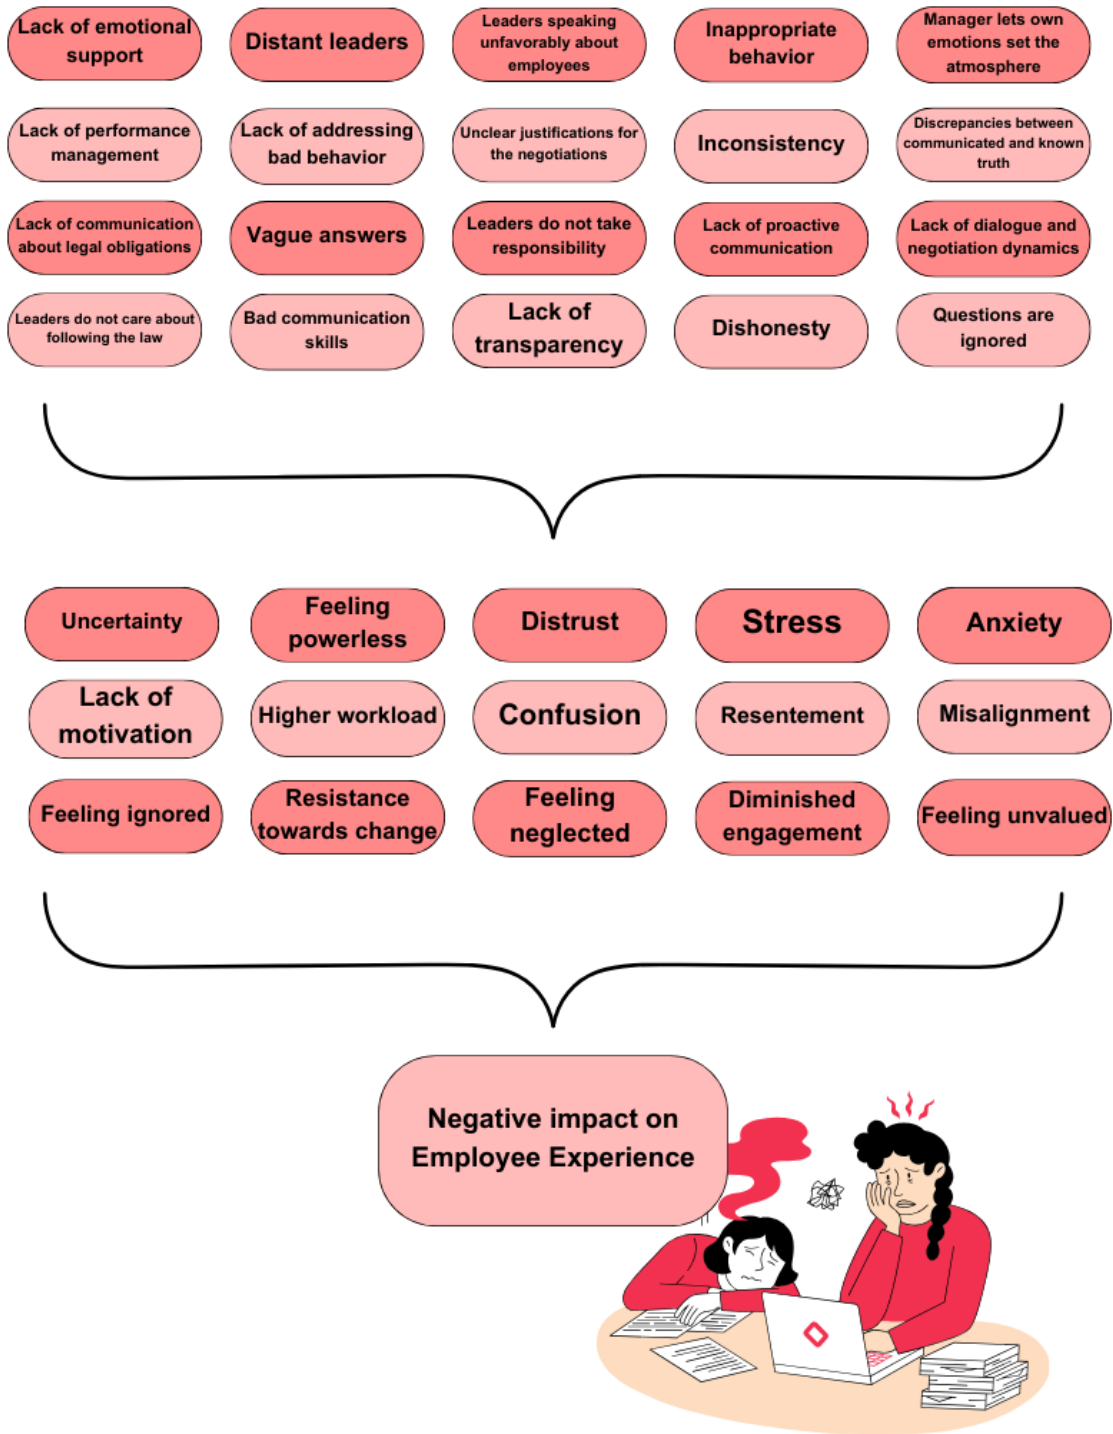 Lack of emotional
support
Distant leaders
Leaders speaking
unfavorably about
employees
Inappropriate
behavior
Manager lets own
emotions set the
atmosphere
Lack of performance
management
Lack of addressing
bad behavior
Unclear justifications for
the negotiations
Inconsistency
Discrepancies between
communicated and known
truth
Lack of communication
about legal obligations
Vague answers
Leaders do not take
responsibility
Lack of proactive
communication
Lack of dialogue and
negotiation dynamics
Leaders do not care about
following the law
Bad communication
skills
Lack of
transparency
Dishonesty
Questions are
ignored
Uncertainty
Feeling
powerless
Distrust
Stress
Anxiety
Lack of
motivation
Higher workload
Confusion
Resentement
Misalignment
Feeling ignored
Resistance
towards change
Feeling
neglected
Diminished
engagement
Feeling unvalued
Negative impact on
Employee Experience